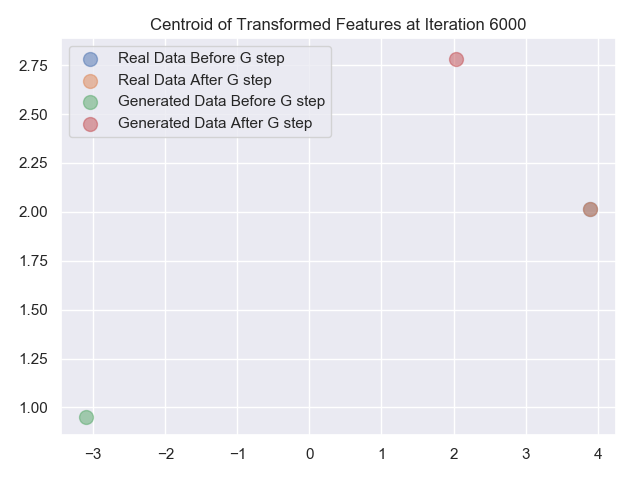 Centroid of Transformed Features at Iteration 6000
Real Data Before G step
Real Data After G step
Generated Data Before G step
Generated Data After G step
2.75
2.50
2.25
2.00
1.75
1.50
1.25
1.00
−3 −2 −1 0 1 2 3 4